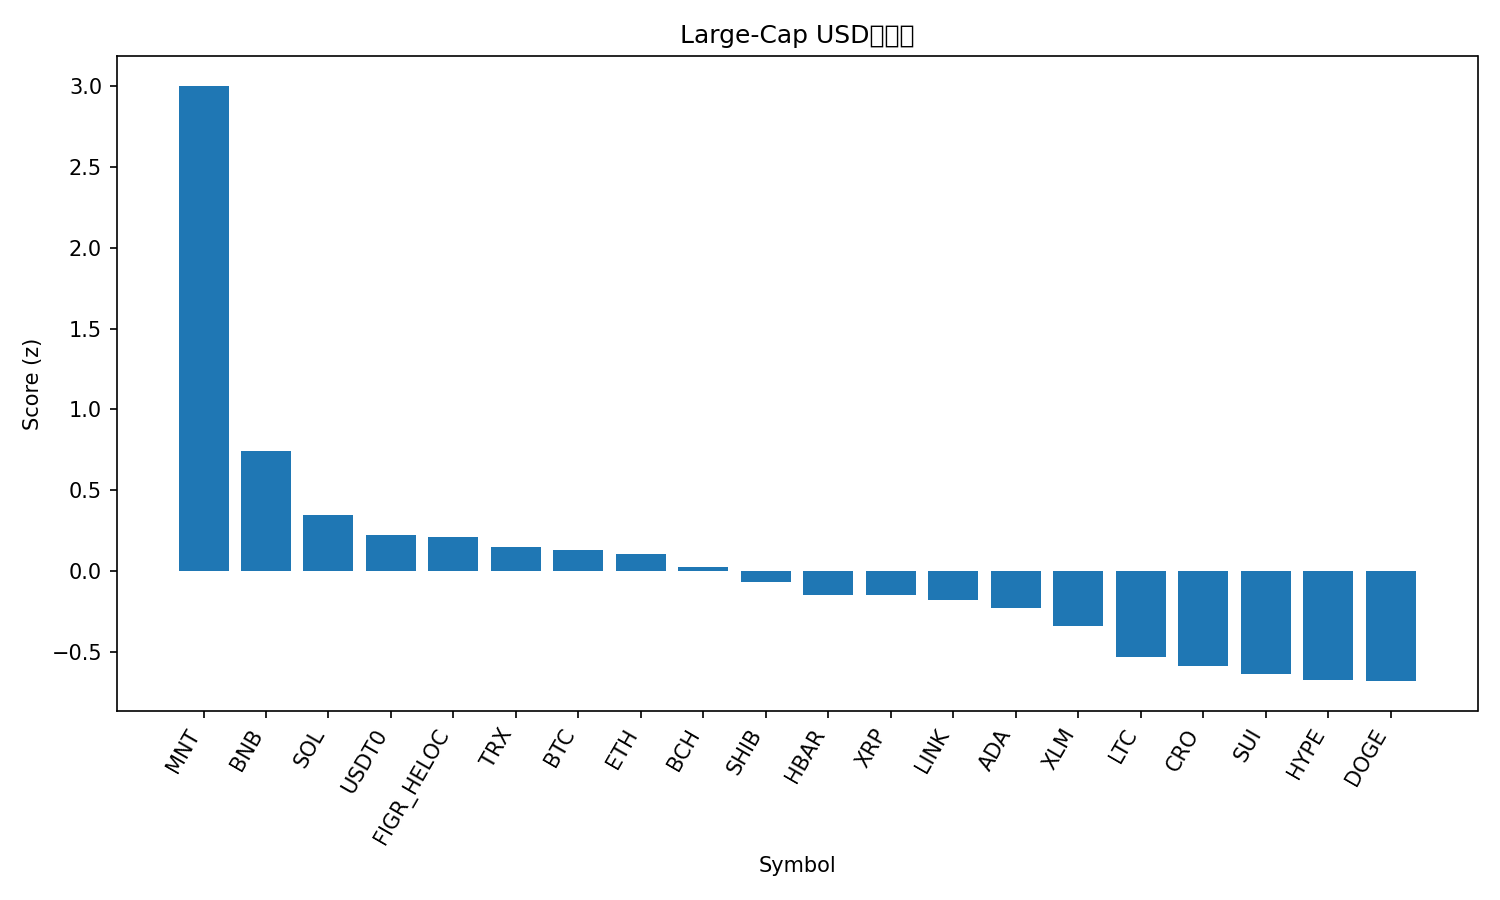 Large-Cap USD
3.0
2.5
2.0
1.5
1.0
0.5
0.0
−0.5
Score (z)
MNT
BNB
SOL
USDT0
FIGR_HELOC
TRX
BTC
ETH
BCH
SHIB
HBAR
XRP
LINK
ADA
XLM
LTC
CRO
SUI
HYPE
DOGE
Symbol